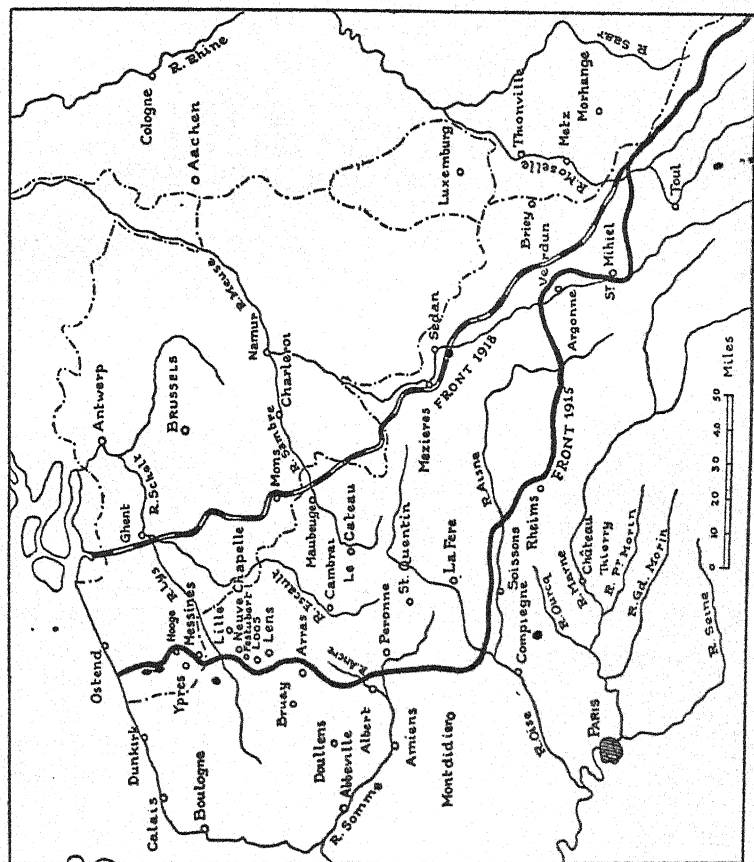 R. Rhine
Cologne
Aachen
R. Saar
Thionville
Metz
Morhange
R. Moselle
Luxemburg
Briey
Verdun
Toul
St Mihiel
Argonne
R. Meuse
Namur
Charleroi
Sedan
FRONT 1918
Mezieres
Antwerp
BRUSSELS
R. Schelt
Ghent
Mons
R. Sambre
Maubeuge
Le Cateau
R. Aisne
FRONT 1915
Miles
0 10 20 30 40 50
R. Lys
Hooge
Messines
Lille
Neuve Chapelle
Festubert
Loos
Lens
R. Escault
Cambrai
Arras
St. Quentin
Peronne
La Fère
Soissons
Rheims
Compiegne
R. Ourcq
R. Marne
Château Thierry
R. Pt Morin
R. Gd. Morin
R. Seine
Ostend
Ypres
Bruay
R. Ancre
Dunkirk
Calais
Boulogne
Doullens
Abbeville
Albert
Amiens
R. Somme
Montdidier
R. Oise
PARIS